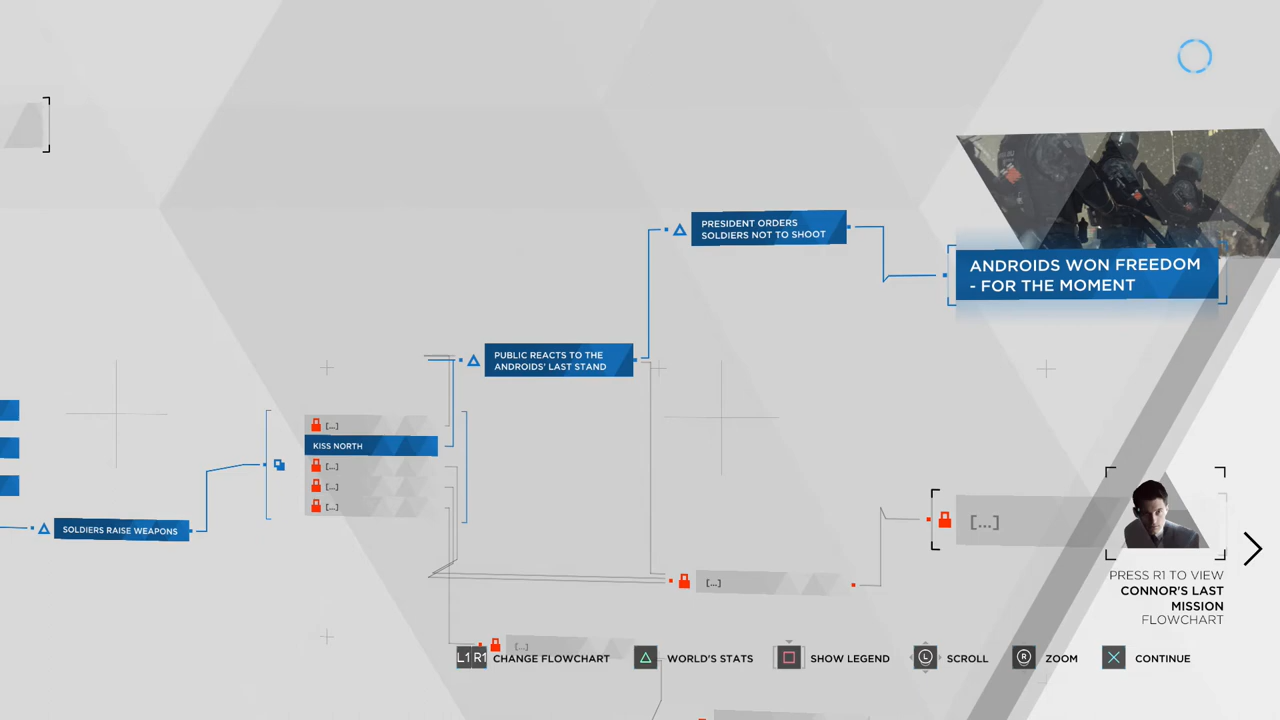 PRESIDENT ORDERS
SOLDIERS NOT TO SHOOT
ANDROIDS WON FREEDOM
- FOR THE MOMENT
PUBLIC REACTS TO THE
ANDROIDS' LAST STAND
[...]
KISS NORTH
[...]
[...]
[...]
SOLDIERS RAISE WEAPONS
[...]
[...]
[...]
PRESS R1 TO VIEW
CONNOR'S LAST
MISSION
FLOWCHART
L1 R1 CHANGE FLOWCHART
WORLD'S STATS
SHOW LEGEND
L SCROLL
R ZOOM
CONTINUE